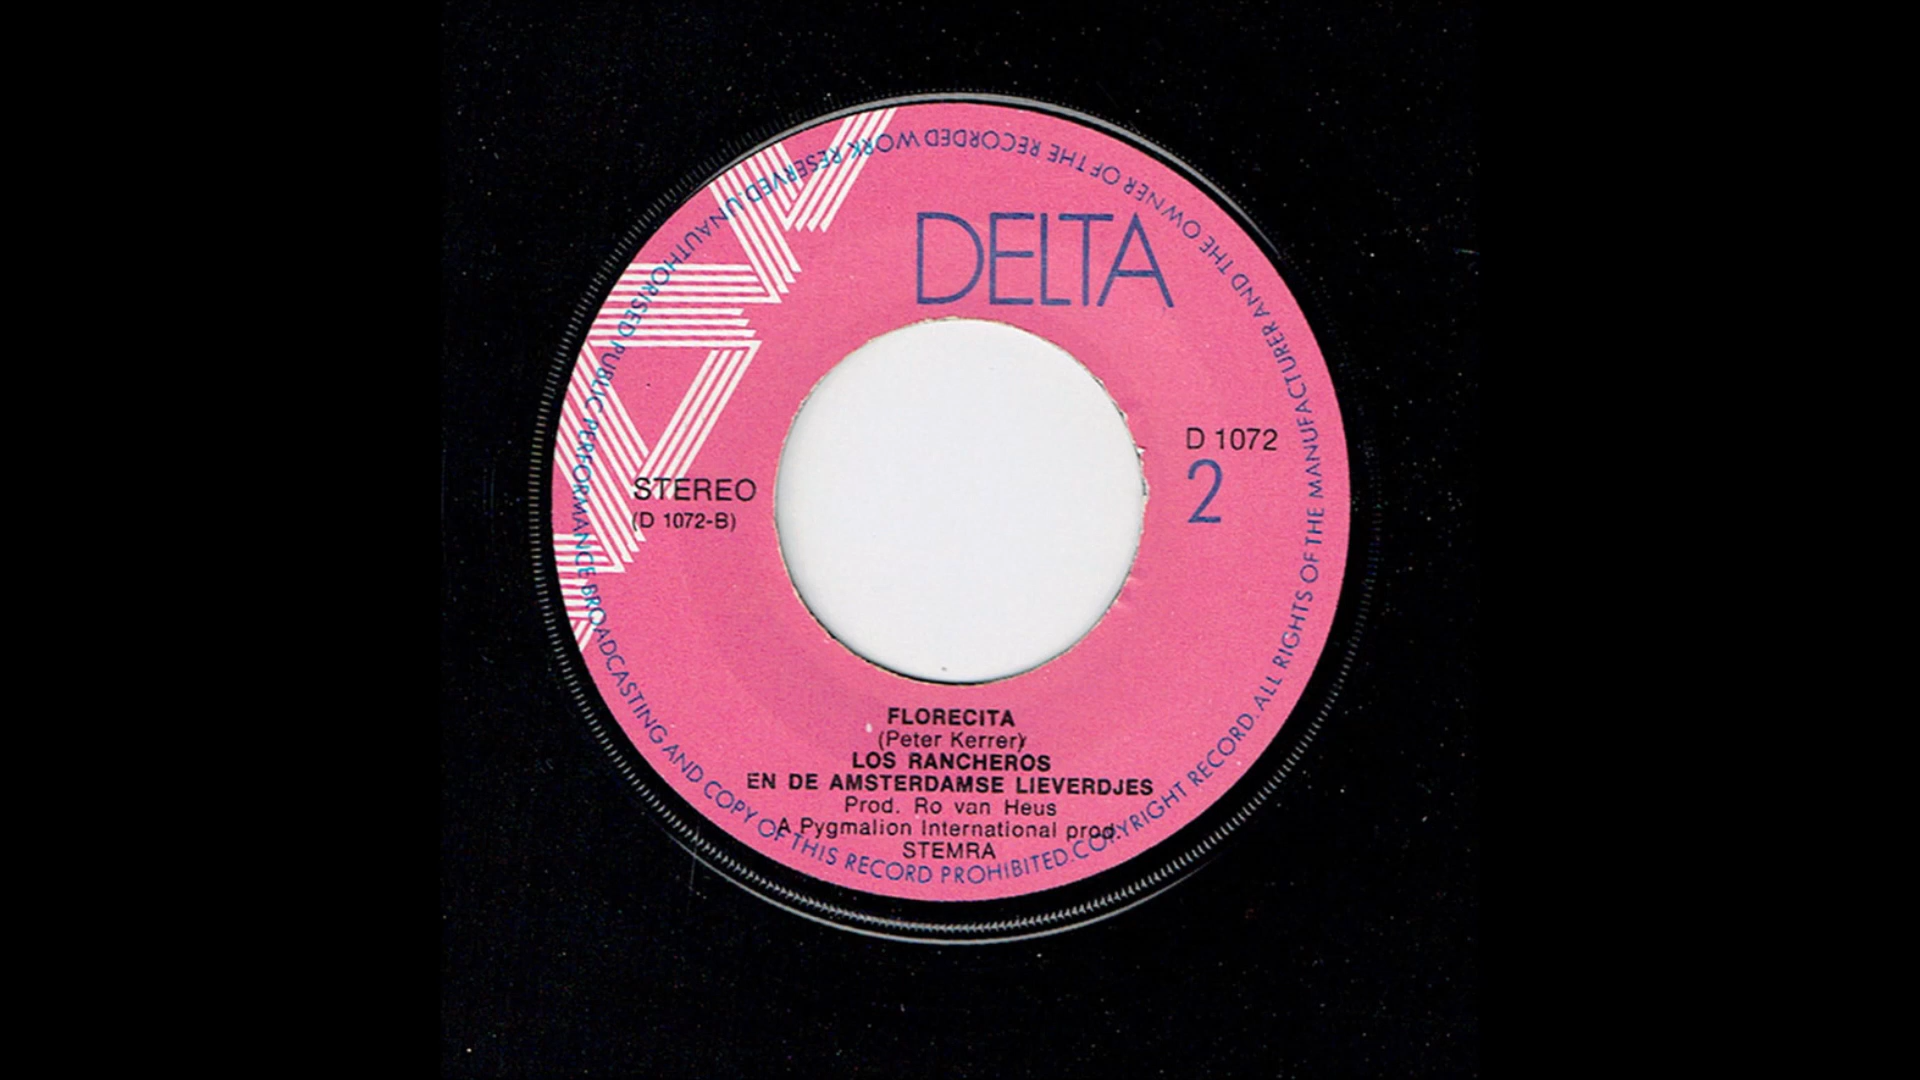 DELTA
D 1072
2
STEREO
(D 1072-B)
FLORECITA
(Peter Kerrer)
LOS RANCHEROS
EN DE AMSTERDAMSE LIEVERDJES
Prod. Ro van Heus
A Pygmalion International prod.
STEMRA
ALL RIGHTS OF THE MANUFACTURER AND THE OWNER OF THE RECORDED WORK RESERVED. UNAUTHORISED PUBLIC PERFORMANCE BROADCASTING AND COPY OF THIS RECORD PROHIBITED. COPYRIGHT RECORD.